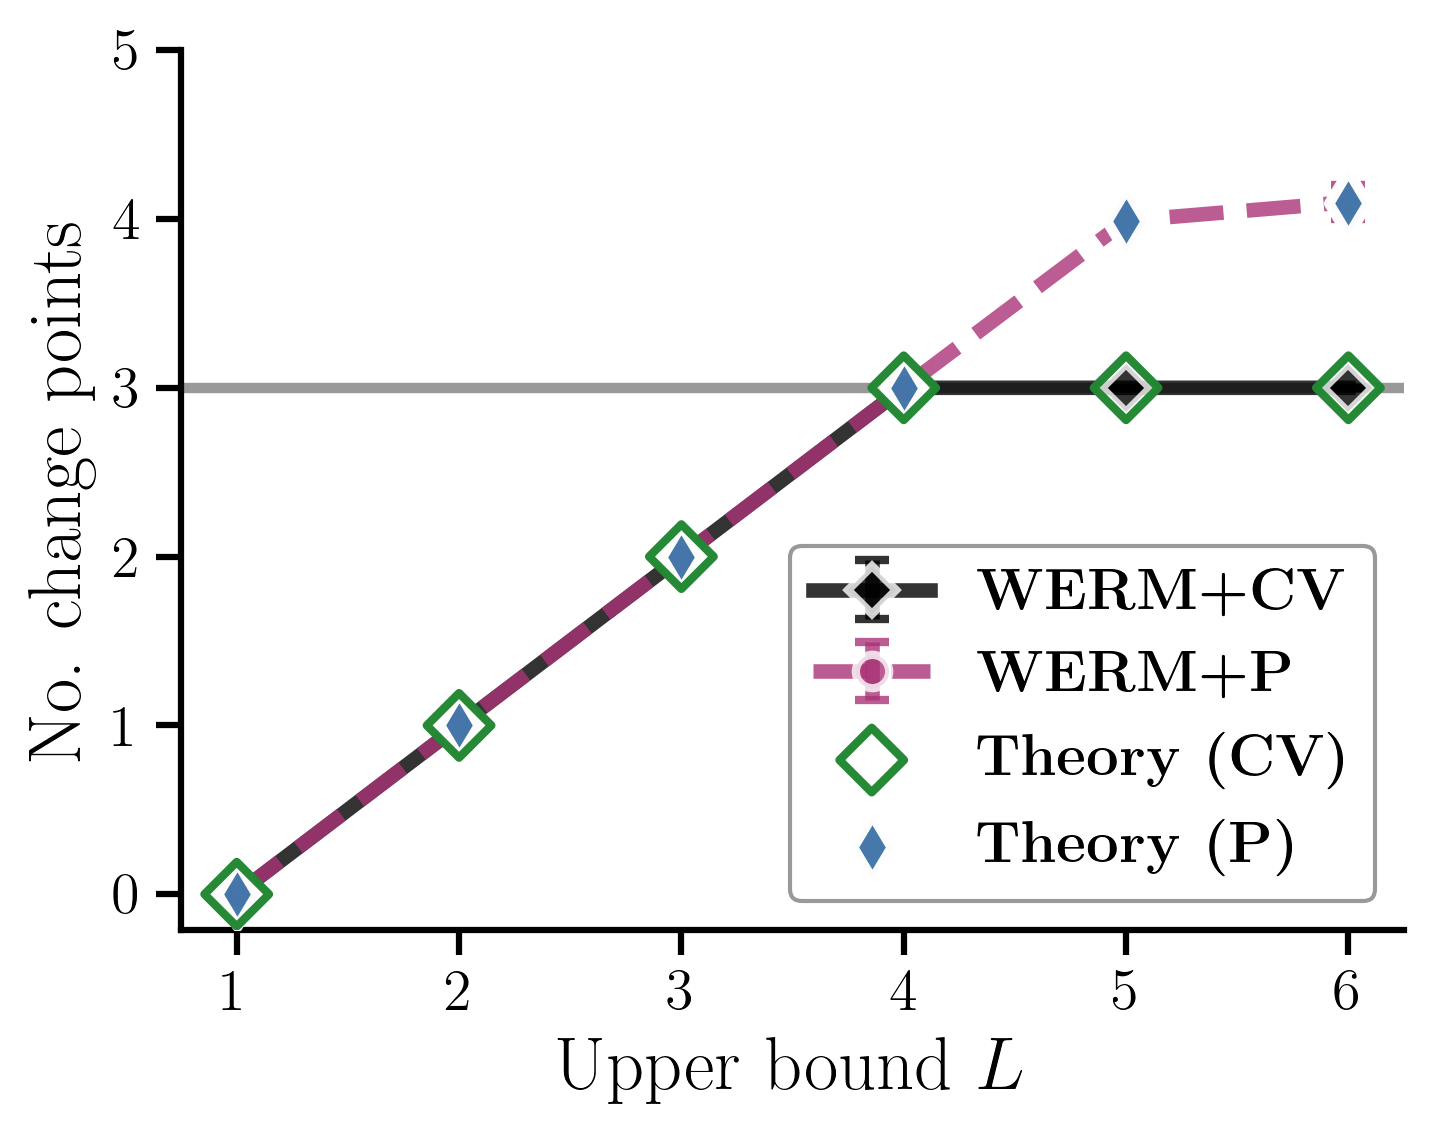 5
4
3
2
1
0
No. change points
WERM+CV
WERM+P
Theory (CV)
Theory (P)
1 2 3 4 5 6
Upper bound L